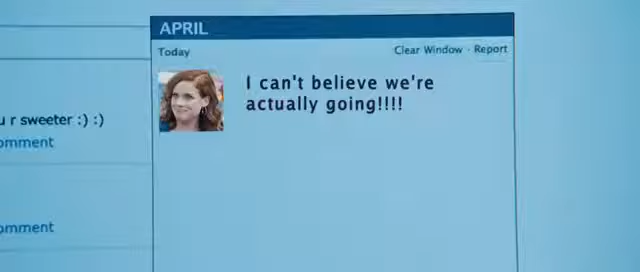 APRIL
Today
Clear Window · Report
I can't believe we're
actually going!!!!
u r sweeter :) :)
omment
omment